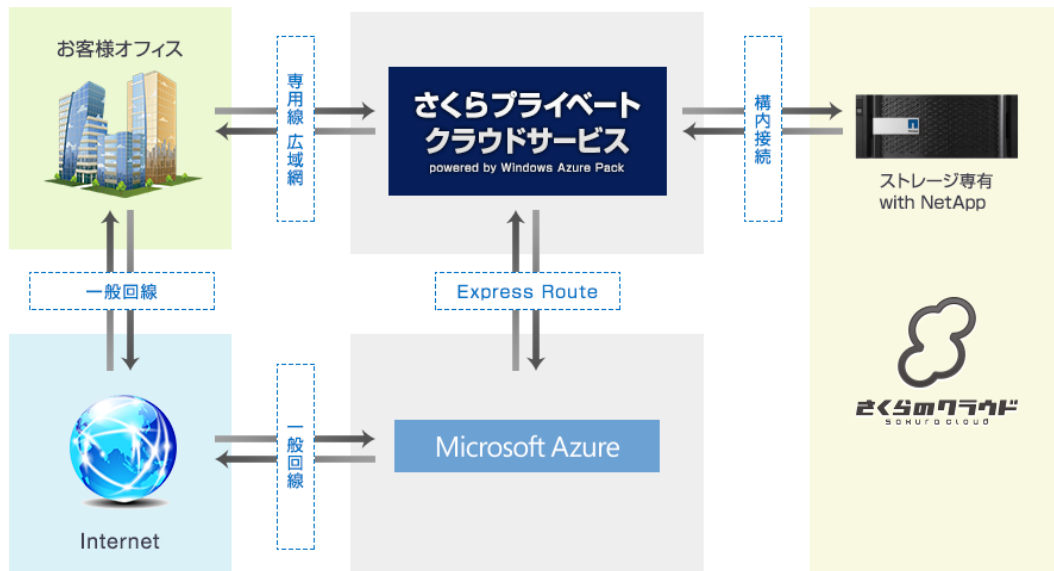 お客様オフィス
専用線 広域網
さくらプライベート
クラウドサービス
powered by Windows Azure Pack
構内接続
ストレージ専有
with NetApp
一般回線
Express Route
さくらのクラウド
SAKURA CLOUD
一般回線
Microsoft Azure
Internet